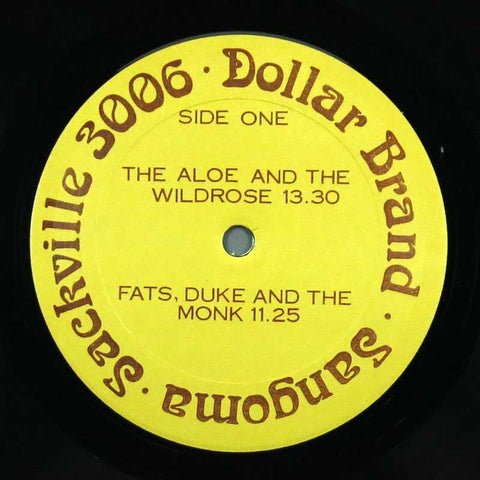 Sackville 3006 · Dollar Brand · Sangoma ·
SIDE ONE
THE ALOE AND THE
WILDROSE 13.30
FATS, DUKE AND THE
MONK 11.25